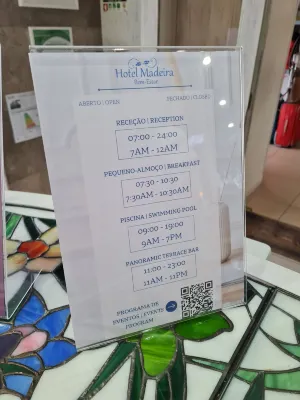 Hotel Madeira
ABERTO | OPEN FECHADO | CLOSED
RECEÇÃO | RECEPTION
07:00 - 24:00
7AM - 12AM
PEQUENO-ALMOÇO | BREAKFAST
07:30 - 10:30
7:30AM - 10:30AM
PISCINA | SWIMMING POOL
09:00 - 19:00
9AM - 7PM
PANORAMIC TERRACE BAR
11:00 - 23:00
11AM - 11PM
PROGRAMA DE
EVENTOS | EVENT
PROGRAM